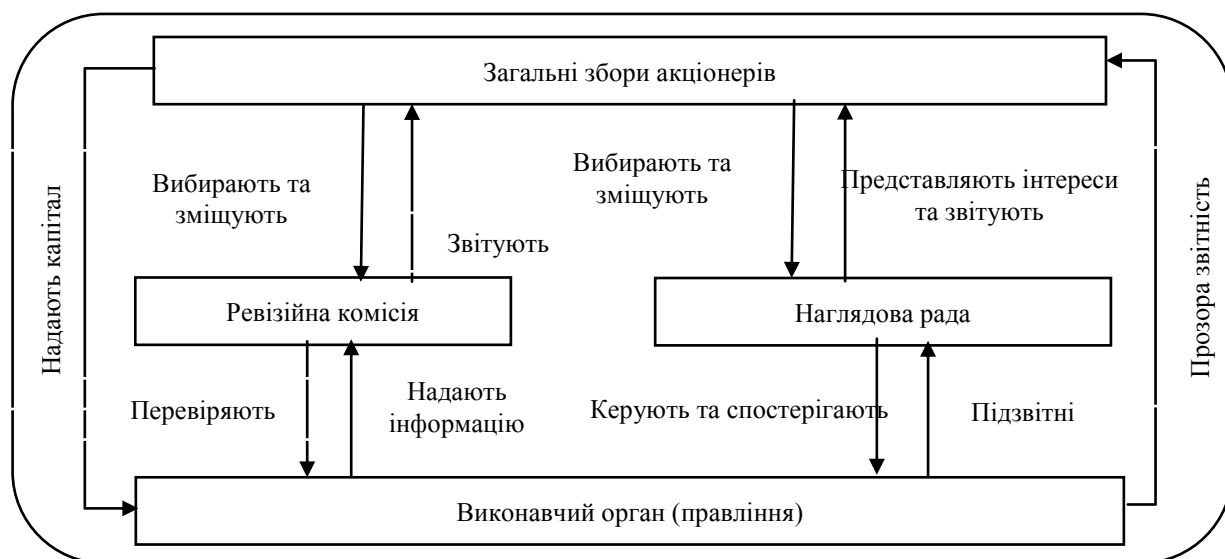 Загальні збори акціонерів
Вибирають та
зміщують
Звітують
Вибирають та
зміщують
Представляють інтереси
та звітують
Надають капітал
Прозора звітність
Ревізійна комісія
Наглядова рада
Перевіряють
Надають
інформацію
Керують та спостерігають
Підзвітні
Виконавчий орган (правління)